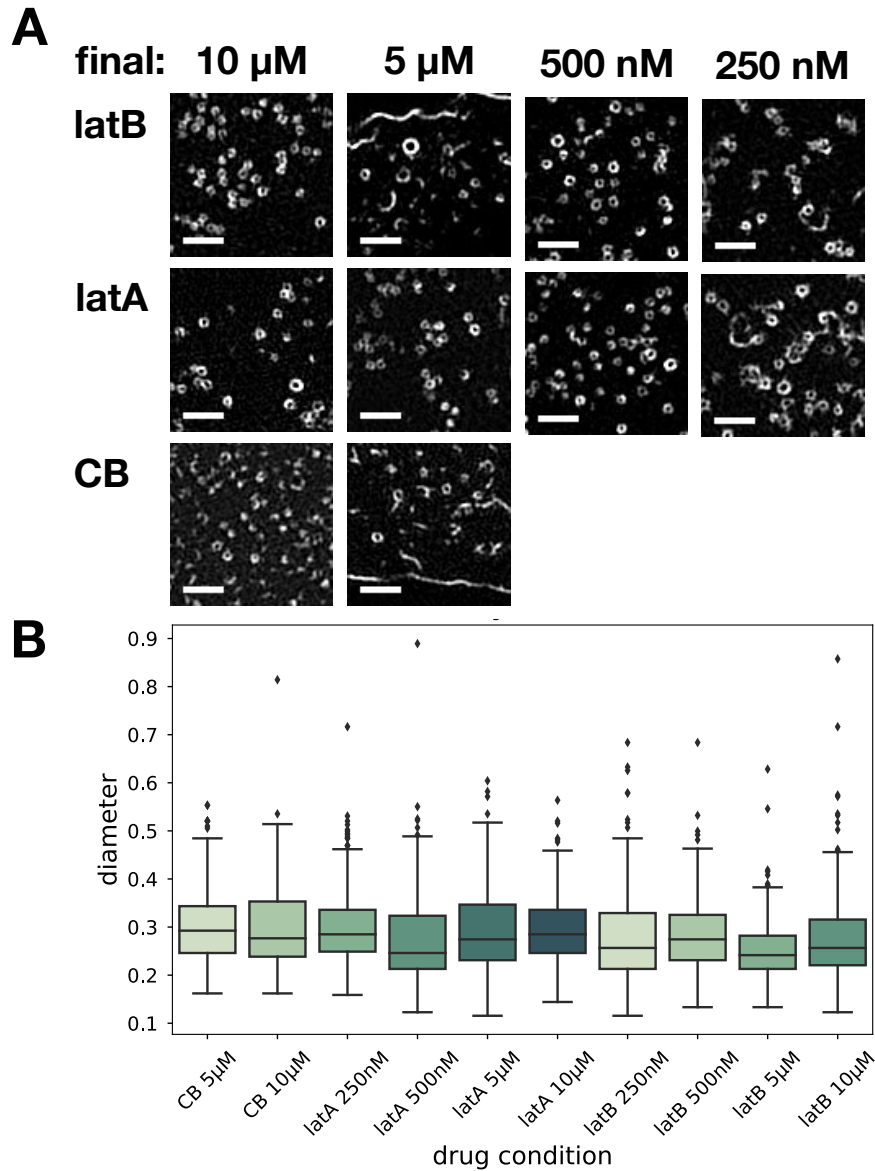 A
final: 10 µM 5 µM 500 nM 250 nM
latB
latA
CB
B
0.9
0.8
0.7
0.6
0.5
0.4
0.3
0.2
0.1
diameter
CB 5µM CB 10µM latA 250nM latA 500nM latA 5µM latA 10µM latB 250nM latB 500nM latB 5µM latB 10µM
drug condition